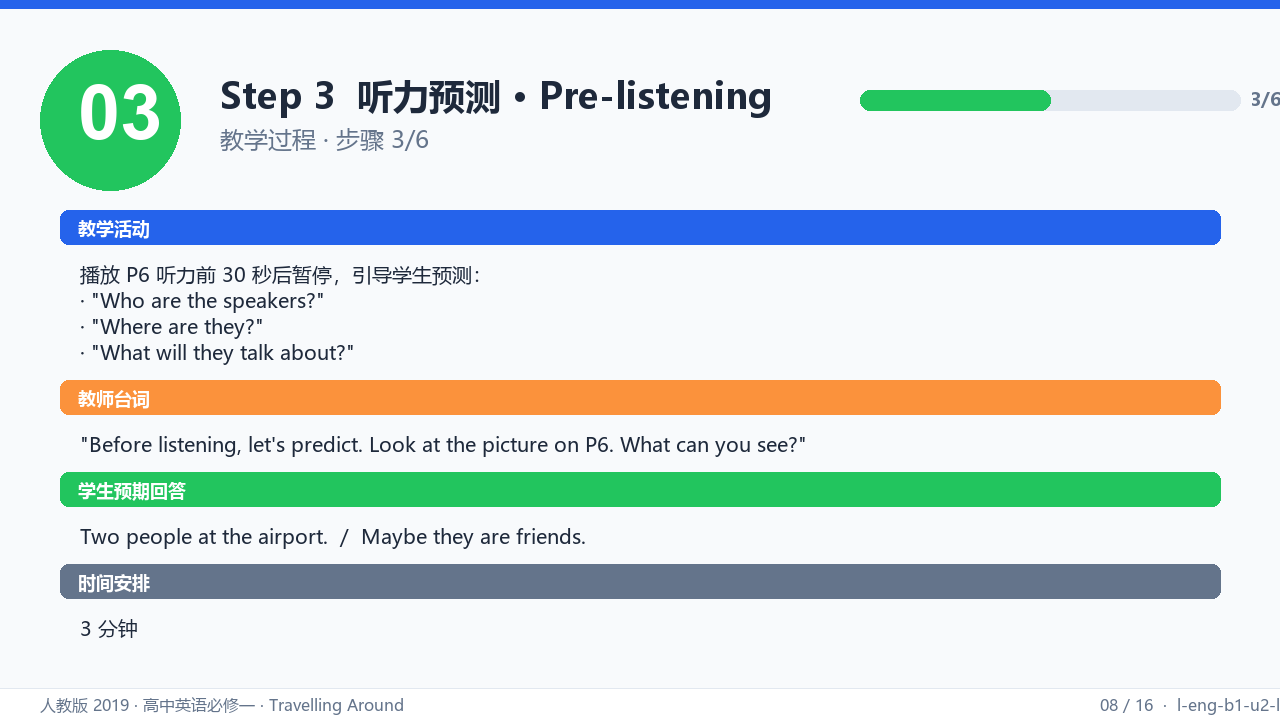 03
Step 3 听力预测 • Pre-listening
3/6
教学过程 · 步骤 3/6
教学活动
播放 P6 听力前 30 秒后暂停，引导学生预测：
· "Who are the speakers?"
· "Where are they?"
· "What will they talk about?"
教师台词
"Before listening, let's predict. Look at the picture on P6. What can you see?"
学生预期回答
Two people at the airport. / Maybe they are friends.
时间安排
3 分钟
人教版 2019 · 高中英语必修一 · Travelling Around
08 / 16 · l-eng-b1-u2-l